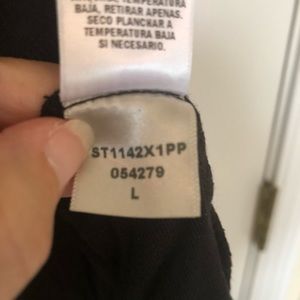 BAJA, RETIRAR APENAS.
SECO PLANCHAR A
TEMPERATURA BAJA
SI NECESARIO.
ST1142X1PP
054279
L